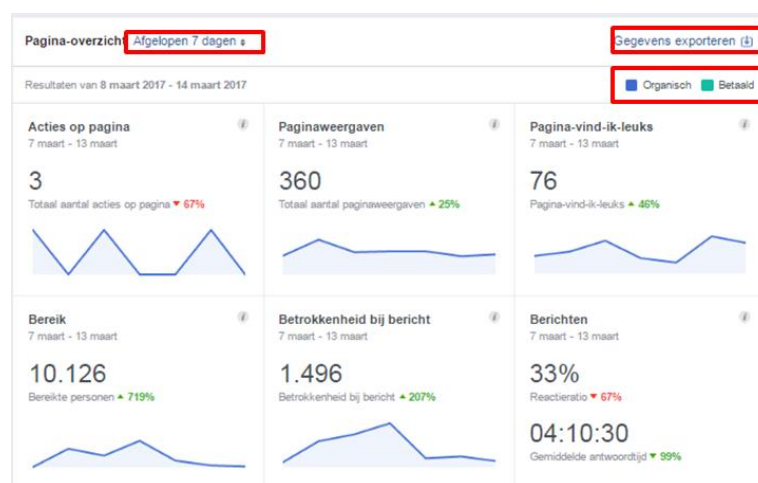 Pagina-overzicht Afgelopen 7 dagen
Gegevens exporteren
Resultaten van 8 maart 2017 - 14 maart 2017
Organisch Betaald
Acties op pagina
7 maart - 13 maart
3
Totaal aantal acties op pagina ▼ 67%
Paginaweergaven
7 maart - 13 maart
360
Totaal aantal paginaweergaven ▲ 25%
Pagina-vind-ik-leuks
7 maart - 13 maart
76
Pagina-vind-ik-leuks ▲ 46%
Bereik
7 maart - 13 maart
10.126
Bereikte personen ▲ 719%
Betrokkenheid bij bericht
7 maart - 13 maart
1.496
Betrokkenheid bij bericht ▲ 207%
Berichten
7 maart - 13 maart
33%
Reactieratio ▼ 67%
04:10:30
Gemiddelde antwoordtijd ▼ 99%